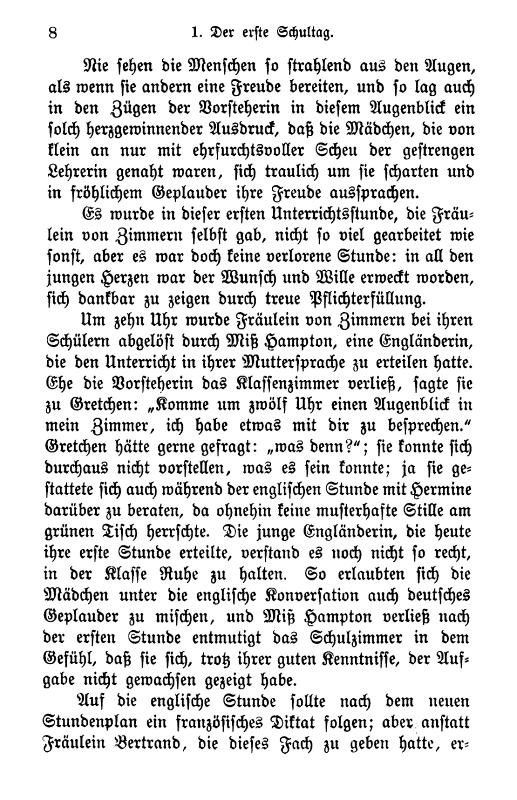 8 1. Der erste Schultag.
Nie sehen die Menschen so strahlend aus den Augen,
als wenn sie andern eine Freude bereiten, und so lag auch
in den Zügen der Vorsteherin in diesem Augenblick ein
solch herzgewinnender Ausdruck, daß die Mädchen, die von
klein an nur mit ehrfurchtsvoller Scheu der gestrengen
Lehrerin genaht waren, sich traulich um sie scharten und
in fröhlichem Geplauder ihre Freude aussprachen.
Es wurde in dieser ersten Unterrichtsstunde, die Fräu-
lein von Zimmern selbst gab, nicht so viel gearbeitet wie
sonst, aber es war doch keine verlorene Stunde: in all den
jungen Herzen war der Wunsch und Wille erweckt worden,
sich dankbar zu zeigen durch treue Pflichterfüllung.
Um zehn Uhr wurde Fräulein von Zimmern bei ihren
Schülern abgelöst durch Miß Hampton, eine Engländerin,
die den Unterricht in ihrer Muttersprache zu erteilen hatte.
Ehe die Vorsteherin das Klassenzimmer verließ, sagte sie
zu Gretchen: „Komme um zwölf Uhr einen Augenblick in
mein Zimmer, ich habe etwas mit dir zu besprechen.“
Gretchen hätte gerne gefragt: „was denn?“; sie konnte sich
durchaus nicht vorstellen, was es sein konnte; ja sie ge-
stattete sich auch während der englischen Stunde mit Hermine
darüber zu beraten, da ohnehin keine musterhafte Stille am
grünen Tisch herrschte. Die junge Engländerin, die heute
ihre erste Stunde erteilte, verstand es noch nicht so recht,
in der Klasse Ruhe zu halten. So erlaubten sich die
Mädchen unter die englische Konversation auch deutsches
Geplauder zu mischen, und Miß Hampton verließ nach
der ersten Stunde entmutigt das Schulzimmer in dem
Gefühl, daß sie sich, trotz ihrer guten Kenntnisse, der Auf-
gabe nicht gewachsen gezeigt habe.
Auf die englische Stunde sollte nach dem neuen
Stundenplan ein französisches Diktat folgen; aber anstatt
Fräulein Bertrand, die dieses Fach zu geben hatte, er-